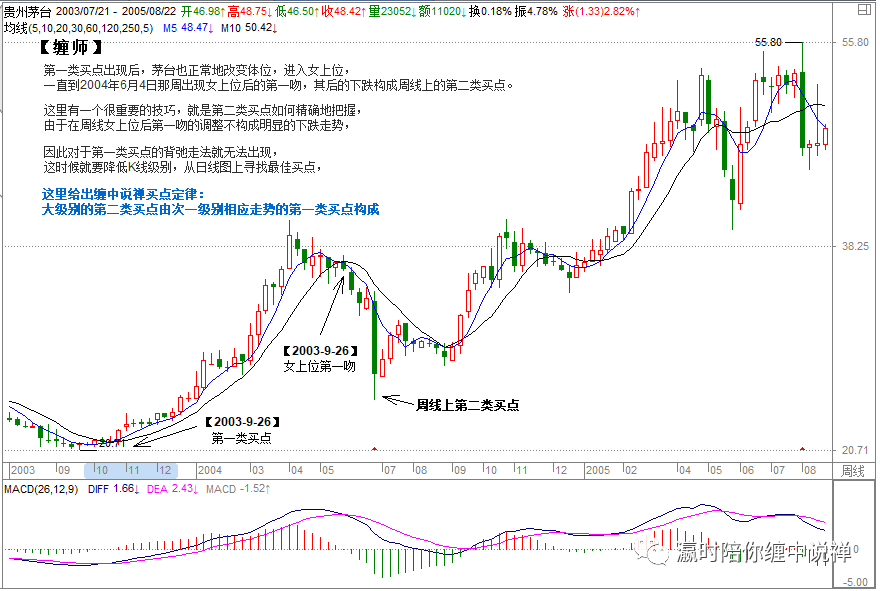 贵州茅台 2003/07/21 - 2005/08/22 开46.98↑高48.75↓低46.50↑收48.42↑量23052↓额11020↓换0.18%振4.78% 涨(1.33)2.82%↑
均线(5,10,20,30,60,120,250,5) M5 48.47↓ M10 50.42↓
【缠师】
55.80
55.80
第一类买点出现后，茅台也正常地改变体位，进入女上位，
一直到2004年6月4日那周出现女上位后的第一吻，其后的下跌构成周线上的第二类买点。
这里有一个很重要的技巧，就是第二类买点如何精确地把握，
由于在周线女上位后第一吻的调整不构成明显的下跌走势，
因此对于第一类买点的背弛走法就无法出现，
这时候就要降低K线级别，从日线图上寻找最佳买点，
这里给出缠中说禅买点定律：
大级别的第二类买点由次一级别相应走势的第一类买点构成
38.25
【2003-9-26】
女上位第一吻
周线上第二类买点
【2003-9-26】
第一类买点
20.71
2003 09 10 11 12 2004 03 04 05 07 08 09 10 11 12 2005 02 04 05 06 07 08 周线
MACD(26,12,9) DIFF 1.66↓ DEA 2.43↓ MACD -1.52↑
0
-5.00
瀛时陪你缠中说禅